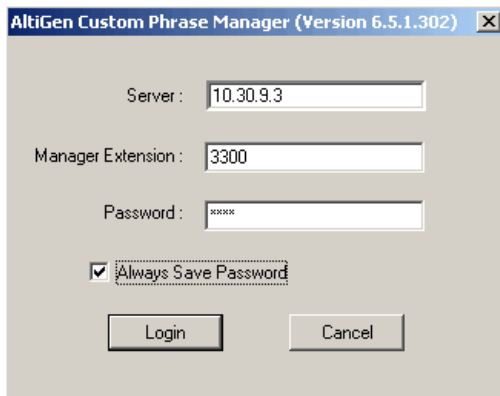 AltiGen Custom Phrase Manager (Version 6.5.1.302)
Server : 10.30.9.3
Manager Extension : 3300
Password : ××××
Always Save Password
Login Cancel